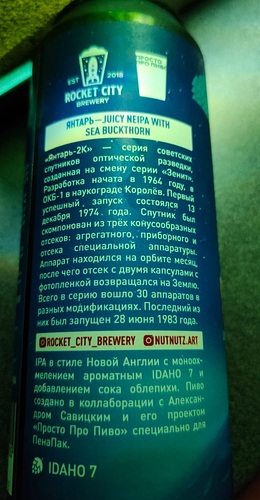 EST 2018
ROCKET CITY
BREWERY
ПРОСТО
ПРО ПИВО
ЯНТАРЬ—JUICY NEIPA WITH
SEA BUCKTHORN
«Янтарь-2К» — серия советских
спутников оптической разведки,
созданная на смену серии «Зенит».
Разработка начата в 1964 году, в
ОКБ-1 в наукограде Королёв. Первый
успешный запуск состоялся 13
декабря 1974 года. Спутник был
скомпонован из трёх конусообразных
отсеков: агрегатного, приборного и
отсека специальной аппаратуры.
Аппарат находился на орбите месяц,
после чего отсек с двумя капсулами с
фотопленкой возвращался на Землю.
Всего в серию вошло 30 аппаратов в
разных модификациях. Последний из
них был запущен 28 июня 1983 года.
ROCKET_CITY_BREWERY NUTNUTZ.ART
IPA в стиле Новой Англии с моноох-
мелением ароматным IDAHO 7 и
добавлением сока облепихи. Пиво
создано в коллаборации с Алексан-
дром Савицким и его проектом
«Просто Про Пиво» специально для
ПенаПак.
IDAHO 7